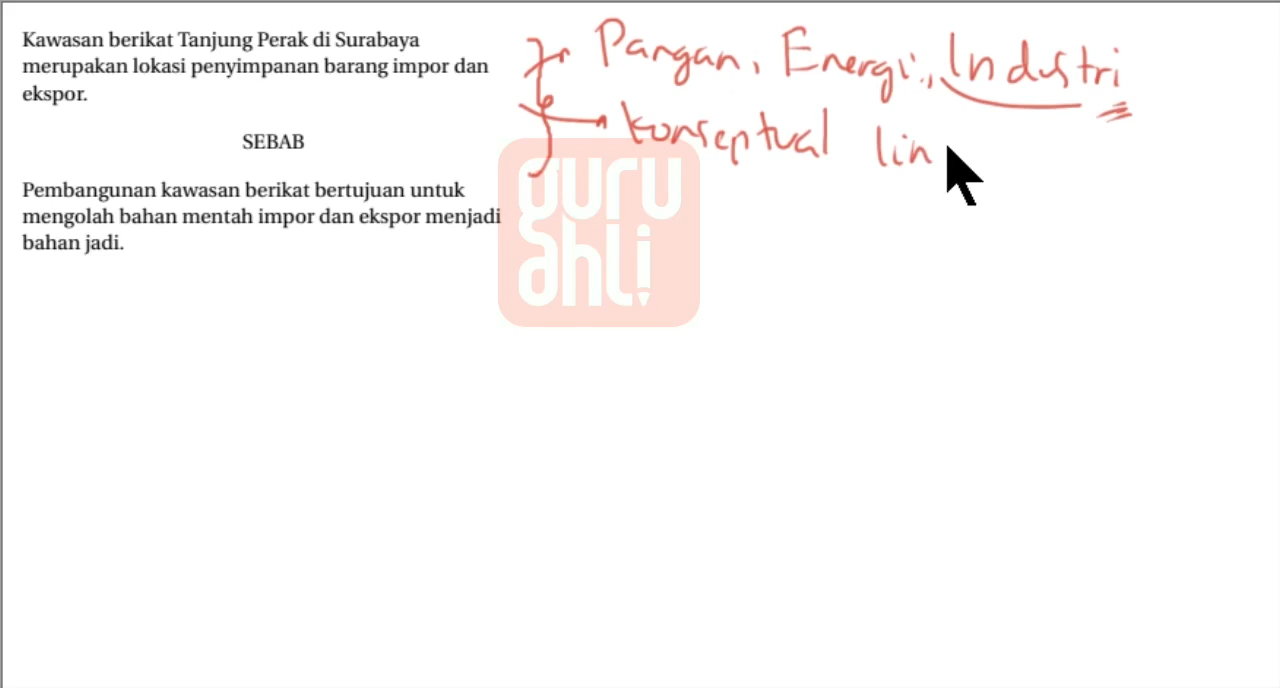 Kawasan berikat Tanjung Perak di Surabaya
merupakan lokasi penyimpanan barang impor dan
ekspor.
SEBAB
Pembangunan kawasan berikat bertujuan untuk
mengolah bahan mentah impor dan ekspor menjadi
bahan jadi.
Pangan, Energi, Industri
konseptual lin
guru
ahli